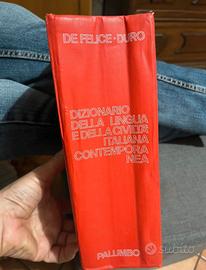 DE FELICE · DURO
DIZIONARIO
DELLA LINGUA
E DELLA CIVILTÀ
ITALIANA
CONTEMPORA
NEA
PALUMBO
subito